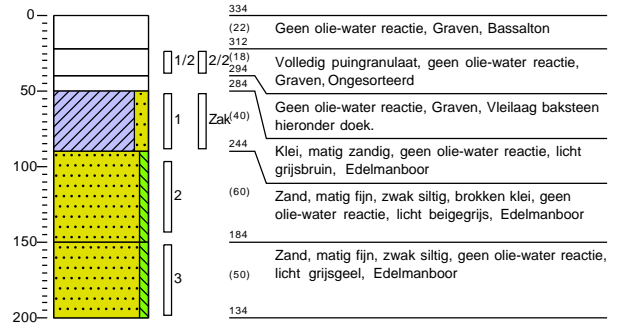 0
334
(22) Geen olie-water reactie, Graven, Bassalton
312
1/2 2/2 (18) Volledig puingranulaat, geen olie-water reactie,
294 Graven, Ongesorteerd
50
284
1 Zak (40) Geen olie-water reactie, Graven, Vleilaag baksteen
hieronder doek.
244
Klei, matig zandig, geen olie-water reactie, licht
grijsbruin, Edelmanboor
100
2 (60) Zand, matig fijn, zwak siltig, brokken klei, geen
olie-water reactie, licht beigegrijs, Edelmanboor
150
184
Zand, matig fijn, zwak siltig, geen olie-water reactie,
3 (50) licht grijsgeel, Edelmanboor
200
134